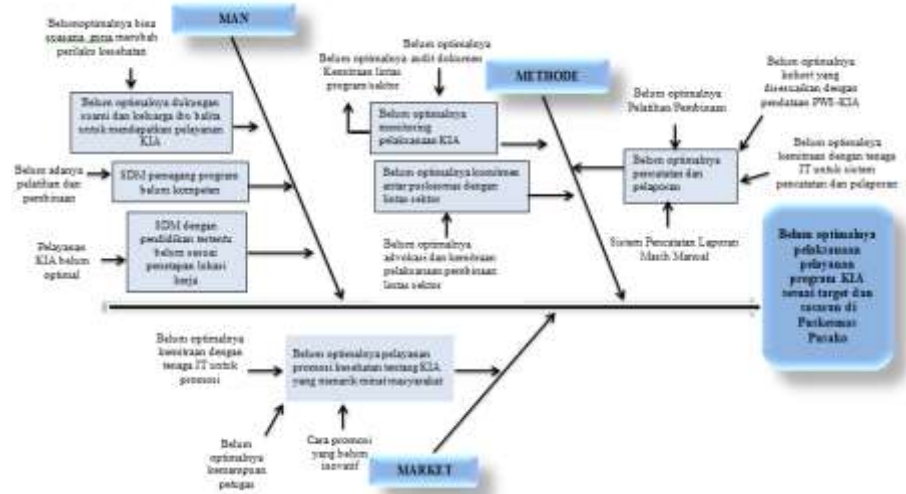 MAN
Belumoptimalnya bina
suasana guna merubah
perilaku kesehatan
Belum optimalnya dukungan
suami dan keluarga ibu balita
untuk mendapatkan pelayanan
KIA
Belum adanya
pelatihan dan
pembinaan
SDM pemegang program
belum kompeten
SDM dengan
pendidikan tertentu
belum sesuai
penetapan lokasi
kerja
Pelayanan
KIA belum
optimal
METHODE
Belum optimalnya
audit dokumen
Belum optimalnya
Kemitraan lintas
program sektor
Belum optimalnya
monitoring
pelaksanaan KIA
Belum optimalnya komitmen
antar puskesmas dengan
lintas sektor
Belum optimalnya
advokasi dan kemitraan
pelaksanaan pembinaan
lintas sektor
Belum optimalnya
Pelatihan Pembinaan
Belum optimalnya
kohort yang
disesuaikan dengan
pendataan PWS-KIA
Belum optimalnya
pencatatan dan
pelaporan
Belum optimalnya
kemitraan dengan tenaga
IT untuk sistem
pencatatan dan pelaporan
Sistem Pencatatan Laporan
Masih Manual
Belum optimalnya
pelaksanaan
pelayanan
program KIA
sesuai target dan
sasaran di
Puskesmas
Pusako
Belum optimalnya
kemitraan dengan
tenaga IT untuk
promosi
Belum optimalnya pelayanan
promosi kesehatan tentang KIA
yang menarik minat masyarakat
Belum
optimalnya
kemampuan
petugas
Cara promosi
yang belum
inovatif
MARKET